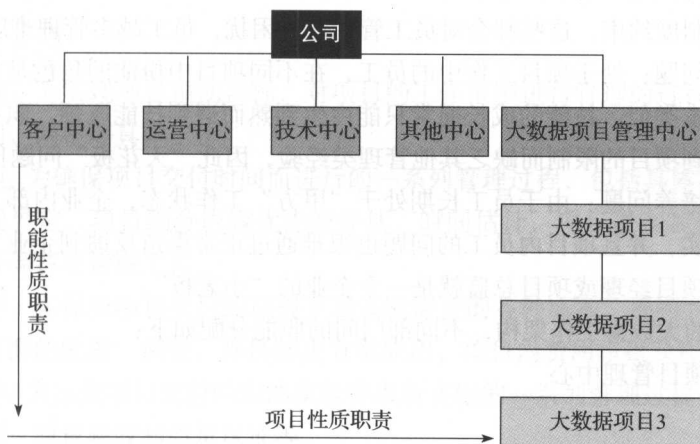 公司
客户中心
运营中心
技术中心
其他中心
大数据项目管理中心
职能性质职责
大数据项目1
大数据项目2
项目性质职责
大数据项目3